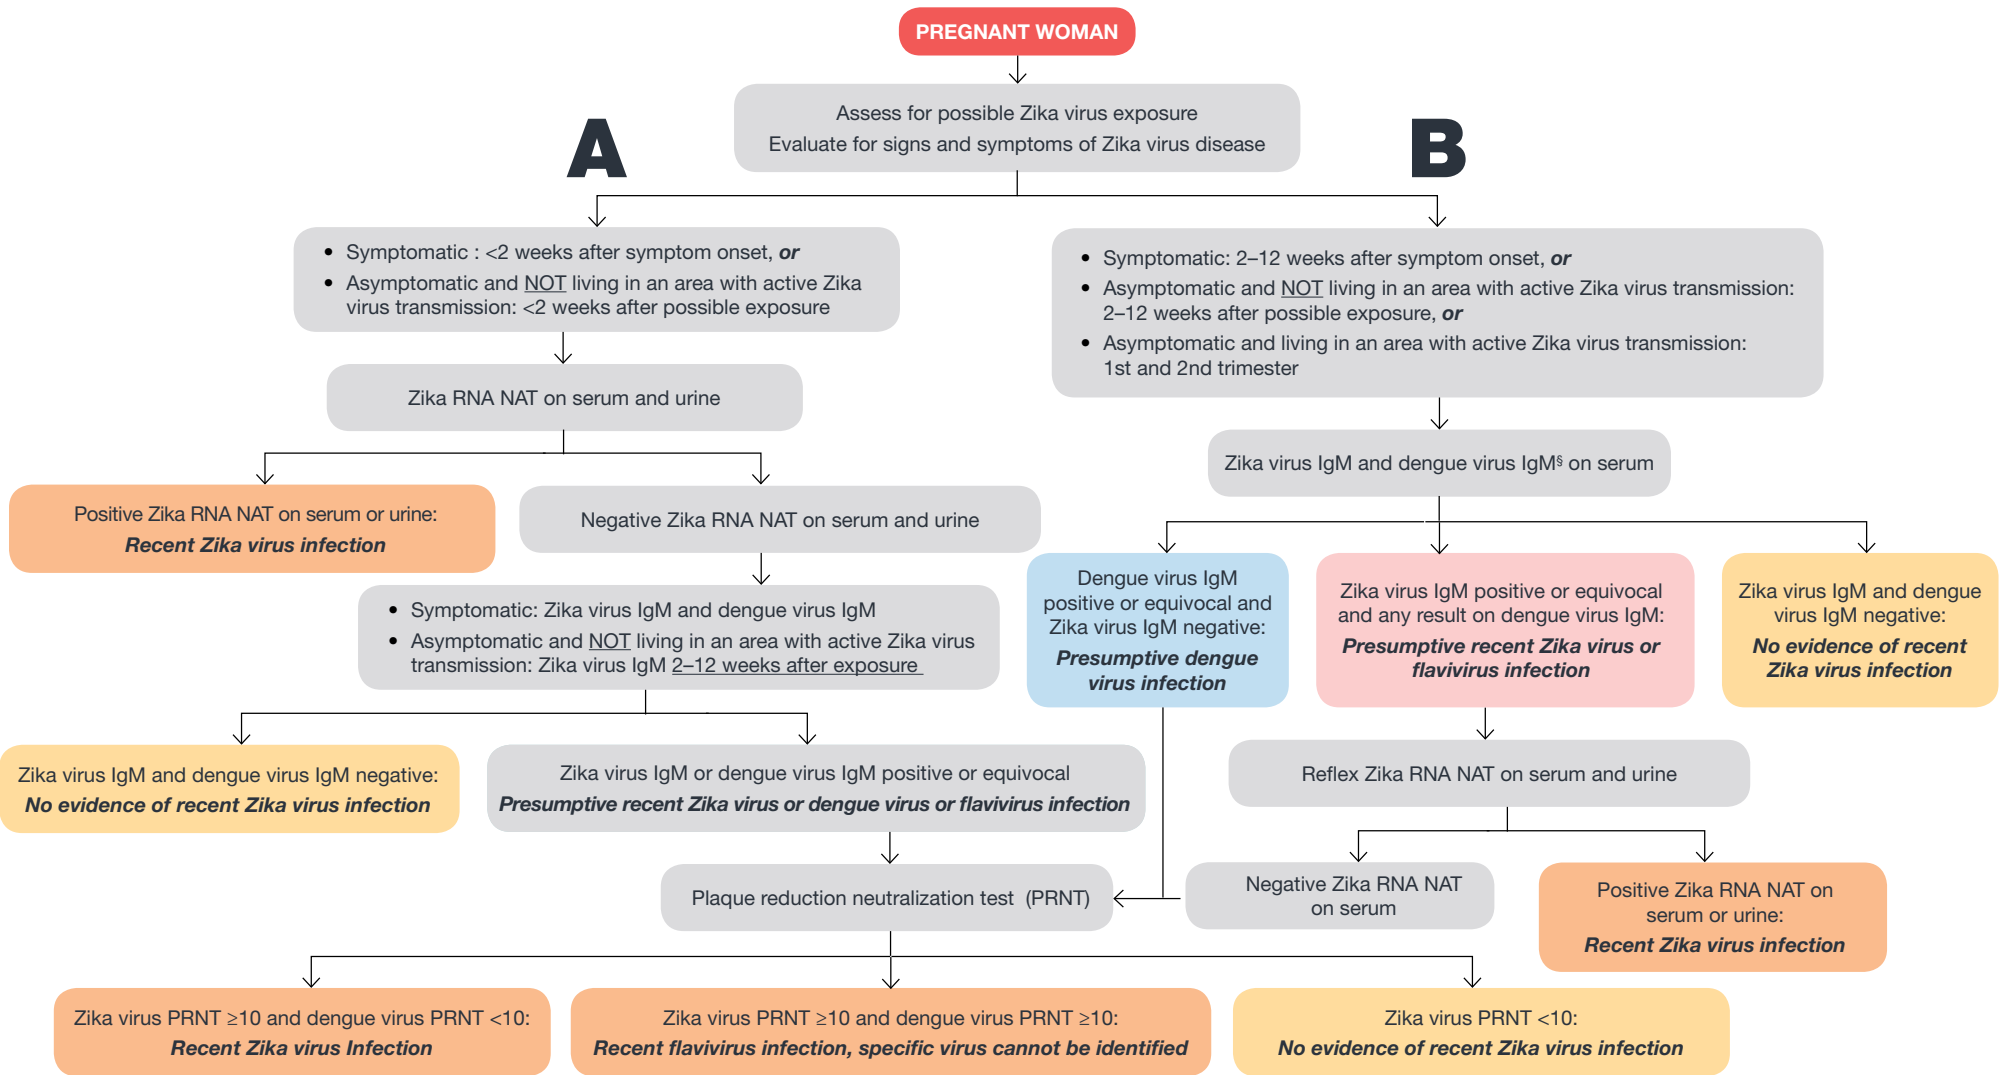 PREGNANT WOMAN
Assess for possible Zika virus exposure
Evaluate for signs and symptoms of Zika virus disease
A
B
• Symptomatic : <2 weeks after symptom onset, or
• Asymptomatic and NOT living in an area with active Zika
virus transmission: <2 weeks after possible exposure
Zika RNA NAT on serum and urine
Positive Zika RNA NAT on serum or urine:
Recent Zika virus infection
Negative Zika RNA NAT on serum and urine
• Symptomatic: Zika virus IgM and dengue virus IgM
• Asymptomatic and NOT living in an area with active Zika virus
transmission: Zika virus IgM 2–12 weeks after exposure
Zika virus IgM and dengue virus IgM negative:
No evidence of recent Zika virus infection
Zika virus IgM or dengue virus IgM positive or equivocal
Presumptive recent Zika virus or dengue virus or flavivirus infection
• Symptomatic: 2–12 weeks after symptom onset, or
• Asymptomatic and NOT living in an area with active Zika virus transmission:
2–12 weeks after possible exposure, or
• Asymptomatic and living in an area with active Zika virus transmission:
1st and 2nd trimester
Zika virus IgM and dengue virus IgM§ on serum
Dengue virus IgM
positive or equivocal and
Zika virus IgM negative:
Presumptive dengue
virus infection
Zika virus IgM positive or equivocal
and any result on dengue virus IgM:
Presumptive recent Zika virus or
flavivirus infection
Zika virus IgM and dengue
virus IgM negative:
No evidence of recent
Zika virus infection
Reflex Zika RNA NAT on serum and urine
Negative Zika RNA NAT
on serum
Positive Zika RNA NAT on
serum or urine:
Recent Zika virus infection
Plaque reduction neutralization test (PRNT)
Zika virus PRNT ≥10 and dengue virus PRNT <10:
Recent Zika virus Infection
Zika virus PRNT ≥10 and dengue virus PRNT ≥10:
Recent flavivirus infection, specific virus cannot be identified
Zika virus PRNT <10:
No evidence of recent Zika virus infection